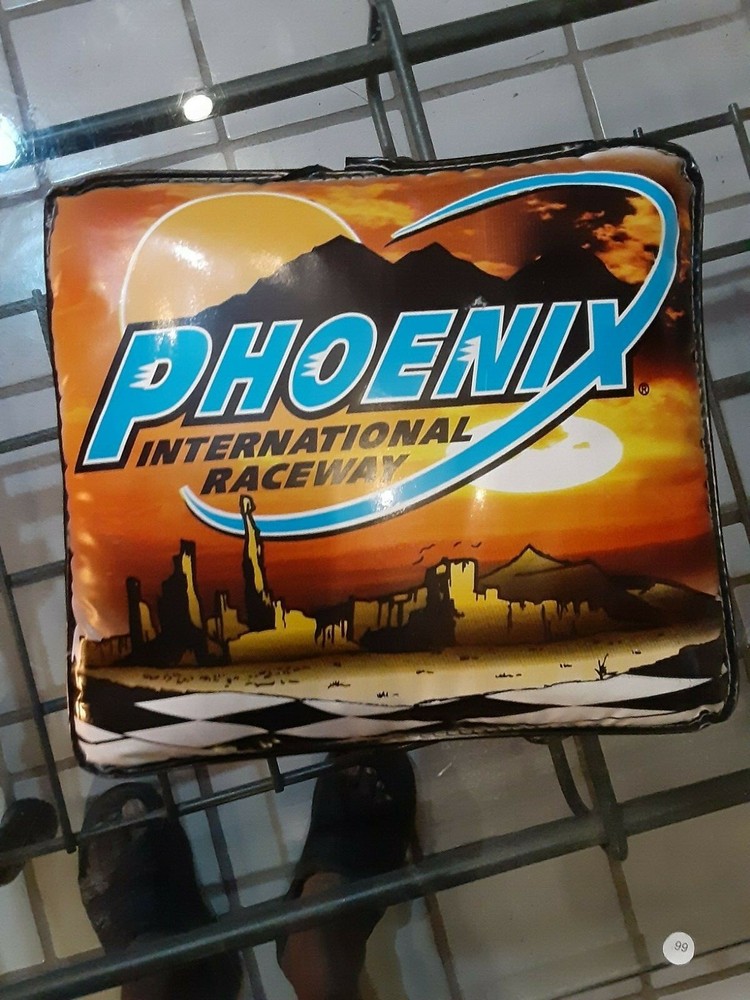 PHOENIX®
INTERNATIONAL
RACEWAY
99